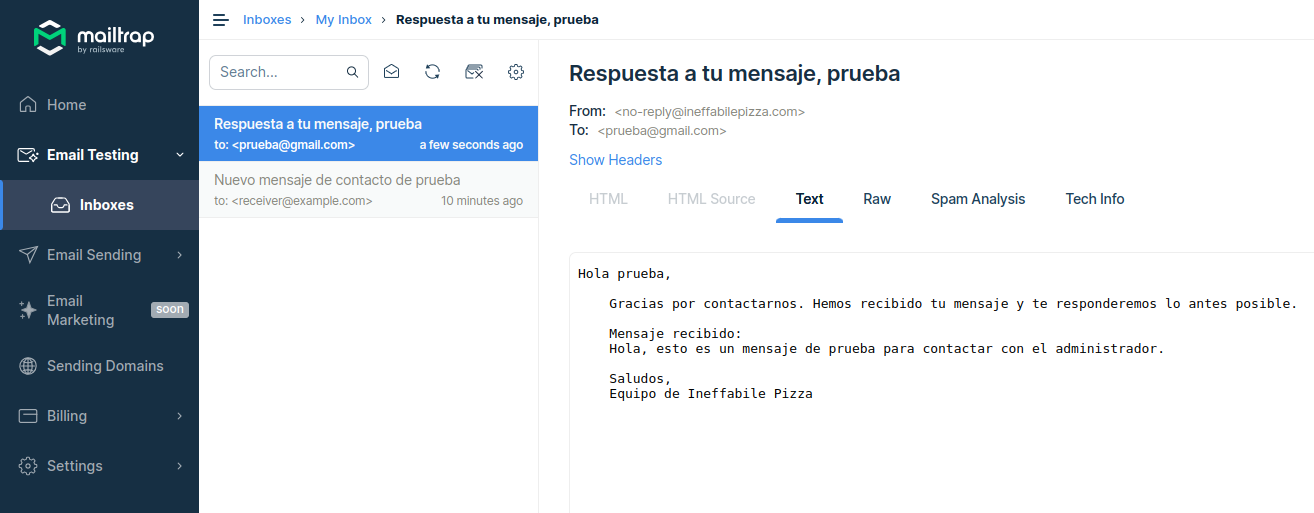 mailtrap
by railsware
Home
Email Testing
Inboxes
Email Sending
Email Marketing
soon
Sending Domains
Billing
Settings
Inboxes › My Inbox › Respuesta a tu mensaje, prueba
Search...
Respuesta a tu mensaje, prueba
to: <prueba@gmail.com> a few seconds ago
Nuevo mensaje de contacto de prueba
to: <receiver@example.com> 10 minutes ago
Respuesta a tu mensaje, prueba
From: <no-reply@ineffabilepizza.com>
To: <prueba@gmail.com>
Show Headers
HTML HTML Source Text Raw Spam Analysis Tech Info
Hola prueba,
Gracias por contactarnos. Hemos recibido tu mensaje y te responderemos lo antes posible.
Mensaje recibido:
Hola, esto es un mensaje de prueba para contactar con el administrador.
Saludos,
Equipo de Ineffabile Pizza